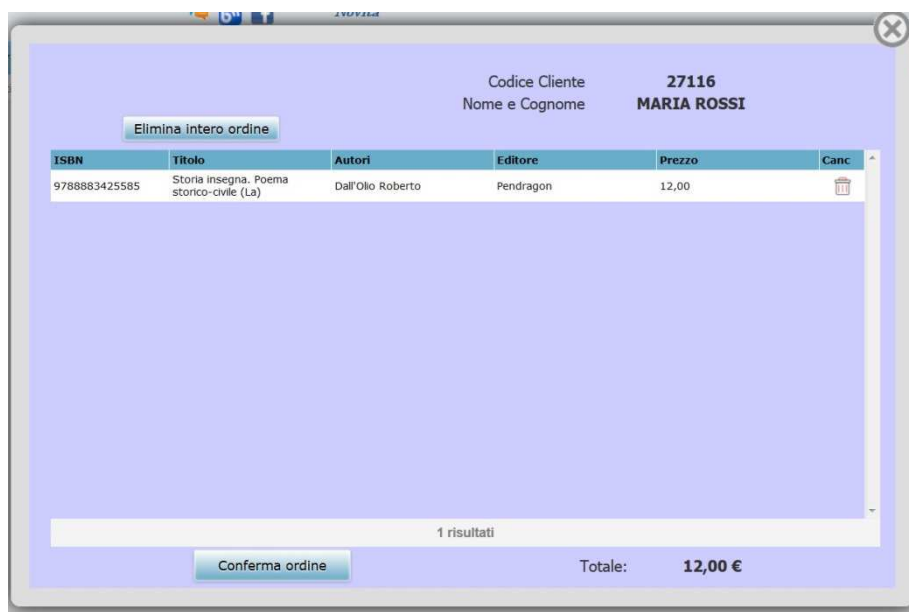 Novità
Codice Cliente 27116
Nome e Cognome MARIA ROSSI
Elimina intero ordine
ISBN Titolo Autori Editore Prezzo Canc
9788883425585 Storia insegna. Poema storico-civile (La) Dall'Olio Roberto Pendragon 12,00
1 risultati
Conferma ordine Totale: 12,00 €